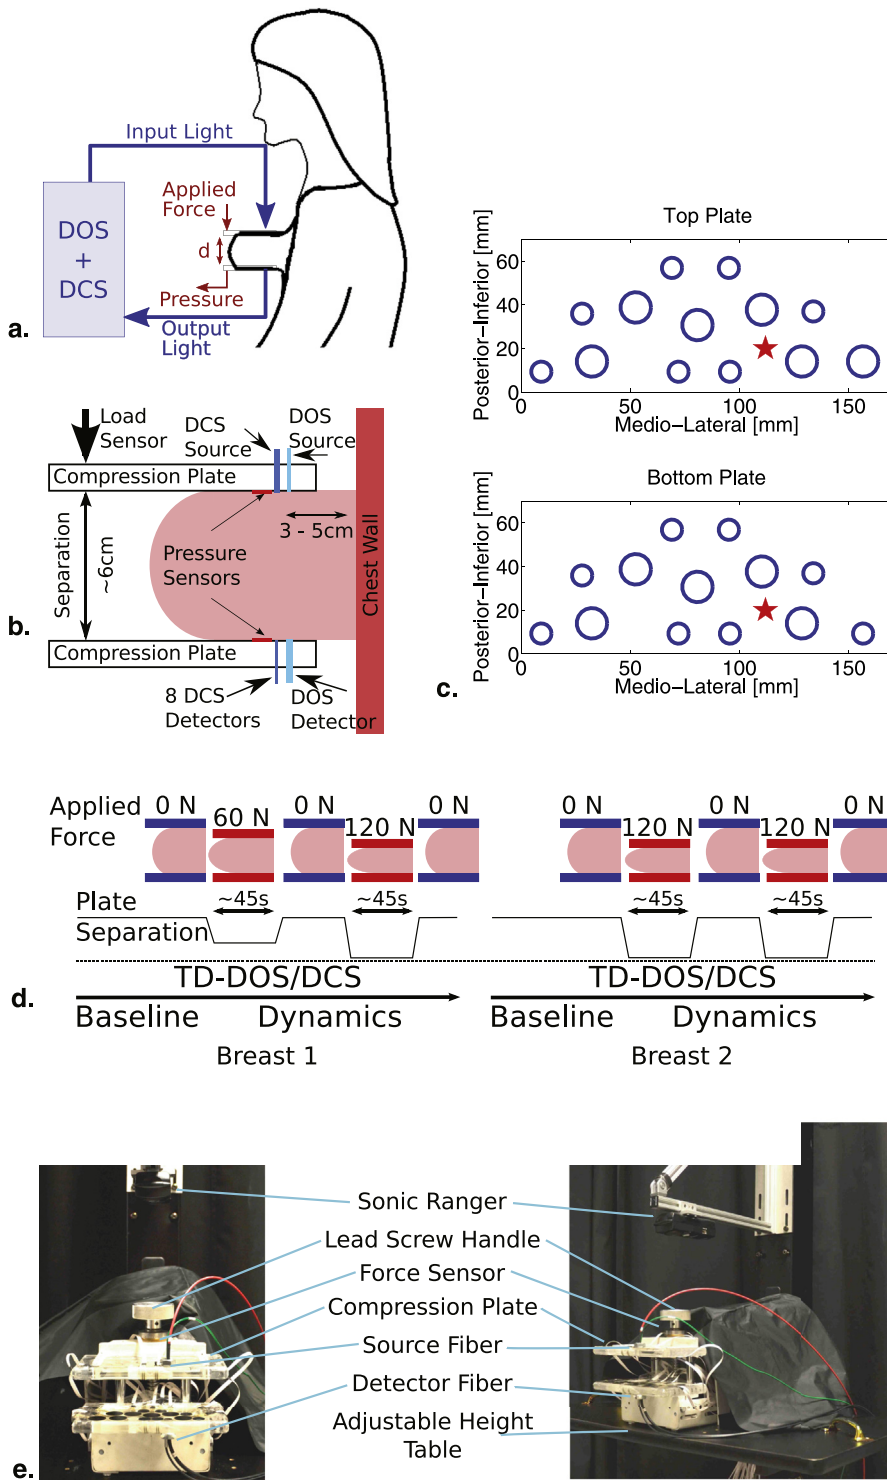 Input Light
Applied
Force
DOS
+
DCS
d
Pressure
Output
Light
a.
Top Plate
Posterior−Inferior [mm]
60
40
20
0
0 50 100 150
Medio−Lateral [mm]
Bottom Plate
Posterior−Inferior [mm]
60
40
20
0
0 50 100 150
Medio−Lateral [mm]
c.
Load
Sensor
DCS
Source
DOS
Source
Compression Plate
3 - 5cm
Separation
~6cm
Pressure
Sensors
Chest Wall
Compression Plate
8 DCS
Detectors
DOS
Detector
b.
Applied
Force
0 N 60 N 0 N 120 N 0 N
0 N 120 N 0 N 120 N 0 N
Plate
Separation
~45s ~45s ~45s ~45s
TD-DOS/DCS TD-DOS/DCS
d.
Baseline Dynamics Baseline Dynamics
Breast 1 Breast 2
Sonic Ranger
Lead Screw Handle
Force Sensor
Compression Plate
Source Fiber
Detector Fiber
Adjustable Height
Table
e.